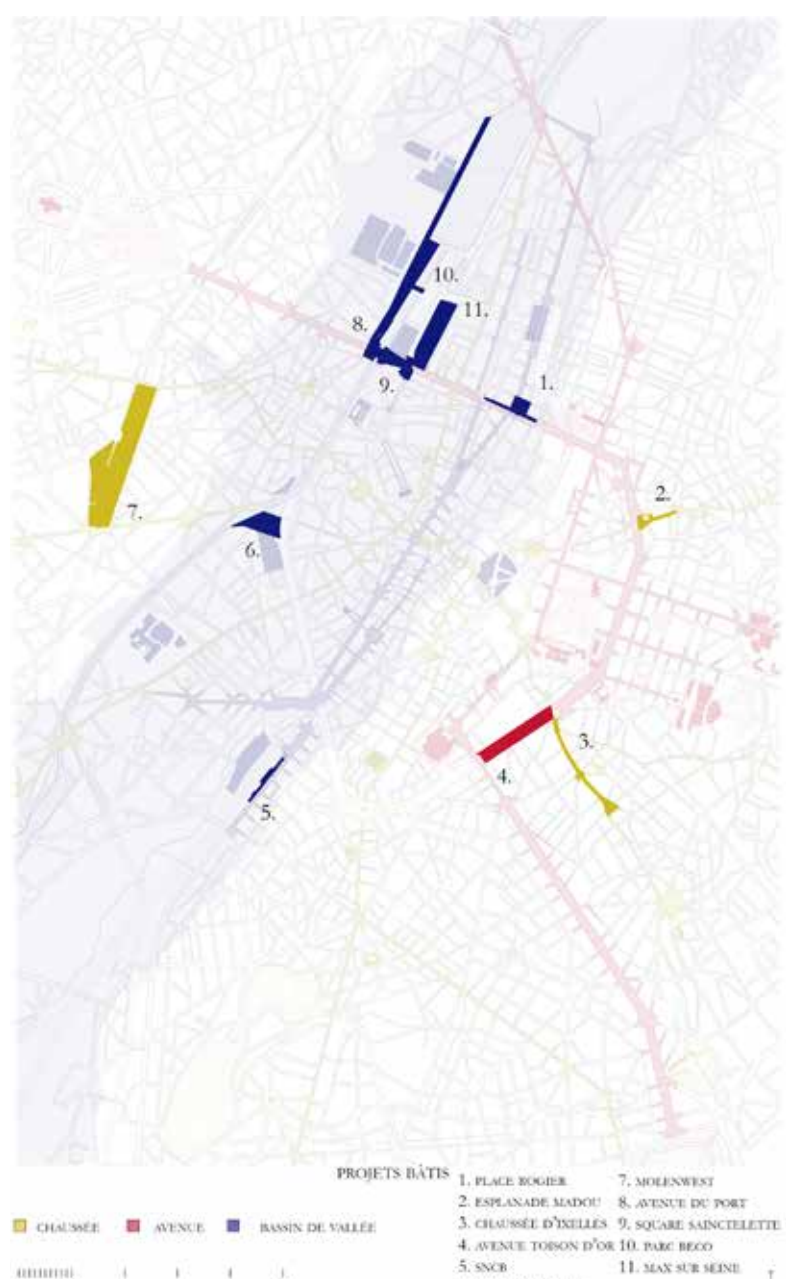 10.
11.
8.
9.
1.
2.
7.
6.
3.
4.
5.
PROJETS BÂTIS
1. PLACE ROGIER
2. ESPLANADE MADOU
3. CHAUSSÉE D'IXELLES
4. AVENUE TOISON D'OR
5. SNCB
7. MOLENWEST
8. AVENUE DU PORT
9. SQUARE SAINCTELETTE
10. PARC BECO
11. MAX SUR SEINE
CHAUSSÉE
AVENUE
BASSIN DE VALLÉE